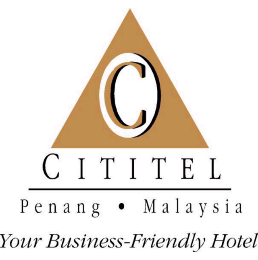 C
CITITEL
Penang • Malaysia
Your Business-Friendly Hotel